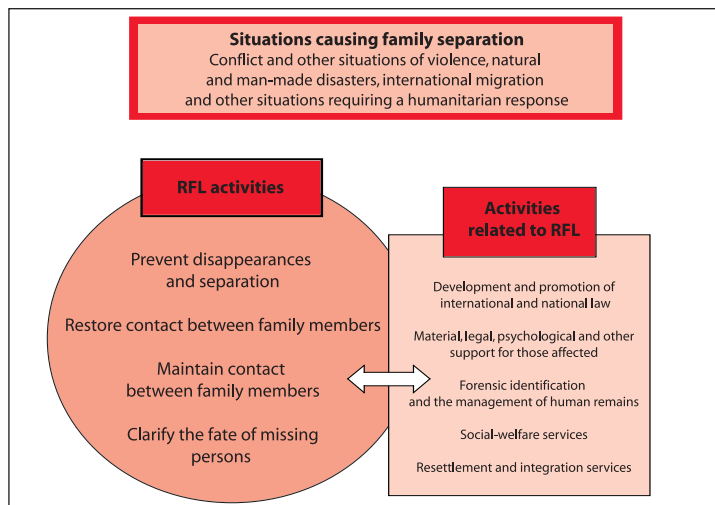 Situations causing family separation
Conflict and other situations of violence, natural
and man-made disasters, international migration
and other situations requiring a humanitarian response
RFL activities
Prevent disappearances
and separation
Restore contact between family members
Maintain contact
between family members
Clarify the fate of missing
persons
Activities
related to RFL
Development and promotion of
international and national law
Material, legal, psychological and other
support for those affected
Forensic identification
and the management of human remains
Social-welfare services
Resettlement and integration services